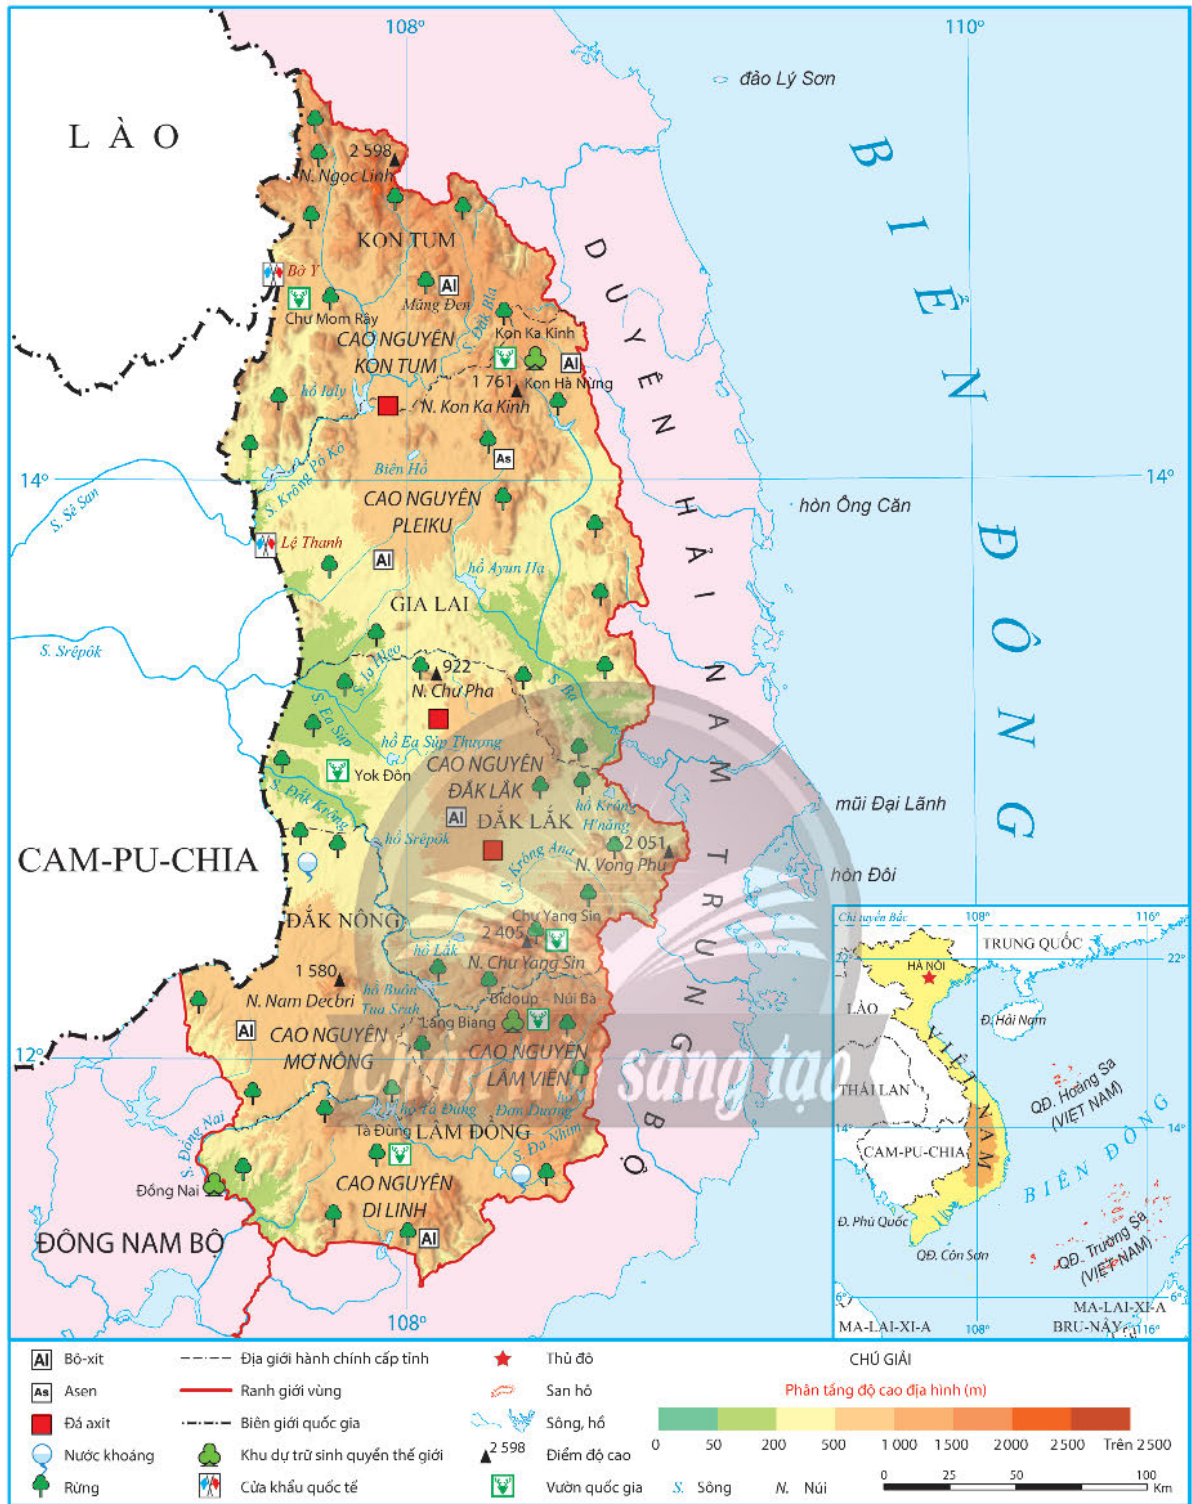 108°
110°
đảo Lý Sơn
LÀO
BIỂN ĐÔNG
2 598
N. Ngọc Linh
KON TUM
DUYÊN HẢI NAM TRUNG BỘ
Bờ Y
Măng Đen
Chư Mom Rây
S. Đắk Bla
Kon Ka Kinh
CAO NGUYÊN
KON TUM
1 761
Kon Hà Nừng
hồ Ialy
N. Kon Ka Kinh
Al
As
Biển Hồ
14°
14°
S. Krông Pô Kô
S. Sê San
CAO NGUYÊN
PLEIKU
hòn Ông Căn
Lệ Thanh
hồ Ayun Hạ
GIA LAI
S. Srêpôk
S. Ia Hleo
922
N. Chư Pha
S. Ba
S. Ea Súp
hồ Ea Súp Thượng
CAO NGUYÊN
ĐẮK LẮK
Yok Đôn
S. Đắk Krông
hồ Krông
H'năng
mũi Đại Lãnh
ĐẮK LẮK
hồ Srêpôk
2 051
N. Vọng Phu
S. Krông Ana
CAM-PU-CHIA
hòn Đôi
ĐẮK NÔNG
Chư Yang Sin
2 405
N. Chư Yang Sin
hồ Lắk
1 580
N. Nam Decbri
hồ Buôn
Tua Srah
Bidoup - Núi Bà
Lang Biang
CAO NGUYÊN
MƠ NÔNG
CAO NGUYÊN
LÂM VIÊN
12°
Chân trời sáng tạo
hồ Tà Đùng
hồ
Đơn Dương
Tà Đùng
LÂM ĐỒNG
S. Đa Nhim
S. Đồng Nai
Đồng Nai
CAO NGUYÊN
DI LINH
ĐÔNG NAM BỘ
108°
Chí tuyến Bắc
108°
116°
TRUNG QUỐC
22°
22°
HÀ NỘI
LÀO
Đ. Hải Nam
VIỆT NAM
THÁI LAN
QĐ. Hoàng Sa
(VIỆT NAM)
14°
14°
CAM-PU-CHIA
BIỂN ĐÔNG
Đ. Phú Quốc
QĐ. Côn Sơn
QĐ. Trường Sa
(VIỆT NAM)
6°
6°
MA-LAI-XI-A
MA-LAI-XI-A
108°
BRU-NÂY
116°
Al Bô-xít
As Asen
Đá axit
Nước khoáng
Rừng
Địa giới hành chính cấp tỉnh
Ranh giới vùng
Biên giới quốc gia
Khu dự trữ sinh quyển thế giới
Cửa khẩu quốc tế
Thủ đô
San hô
Sông, hồ
2 598 Điểm độ cao
Vườn quốc gia
CHÚ GIẢI
Phân tầng độ cao địa hình (m)
0 50 200 500 1 000 1500 2000 2500 Trên 2 500
S. Sông
N. Núi
0 25 50 100
Km